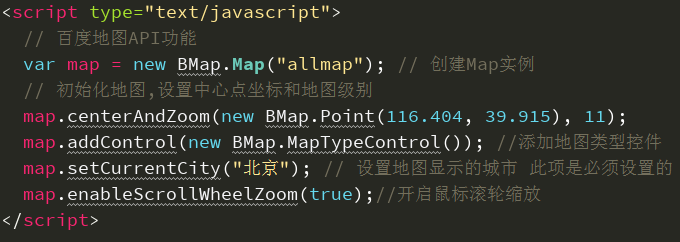 <script type="text/javascript">
// 百度地图API功能
var map = new BMap.Map("allmap"); // 创建Map实例
// 初始化地图,设置中心点坐标和地图级别
map.centerAndZoom(new BMap.Point(116.404, 39.915), 11);
map.addControl(new BMap.MapTypeControl()); //添加地图类型控件
map.setCurrentCity("北京"); // 设置地图显示的城市 此项是必须设置的
map.enableScrollWheelZoom(true);//开启鼠标滚轮缩放
</script>